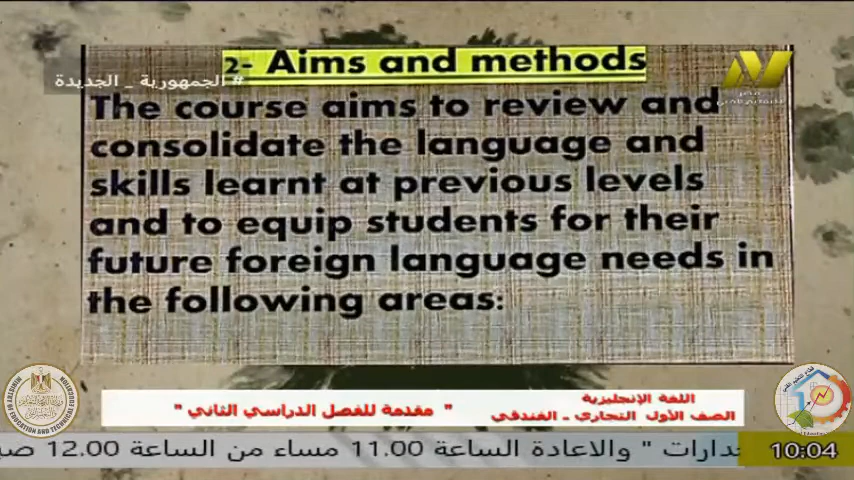 2- Aims and methods
#الجمهورية_الجديدة
The course aims to review and
consolidate the language and
skills learnt at previous levels
and to equip students for their
future foreign language needs in
the following areas:
اللغة الإنجليزية
الصف الأول التجاري - الفندقي
" مقدمة للفصل الدراسي الثاني "
جدارات " والاعادة الساعة 11.00 مساء من الساعة 12.00 صب
10:04